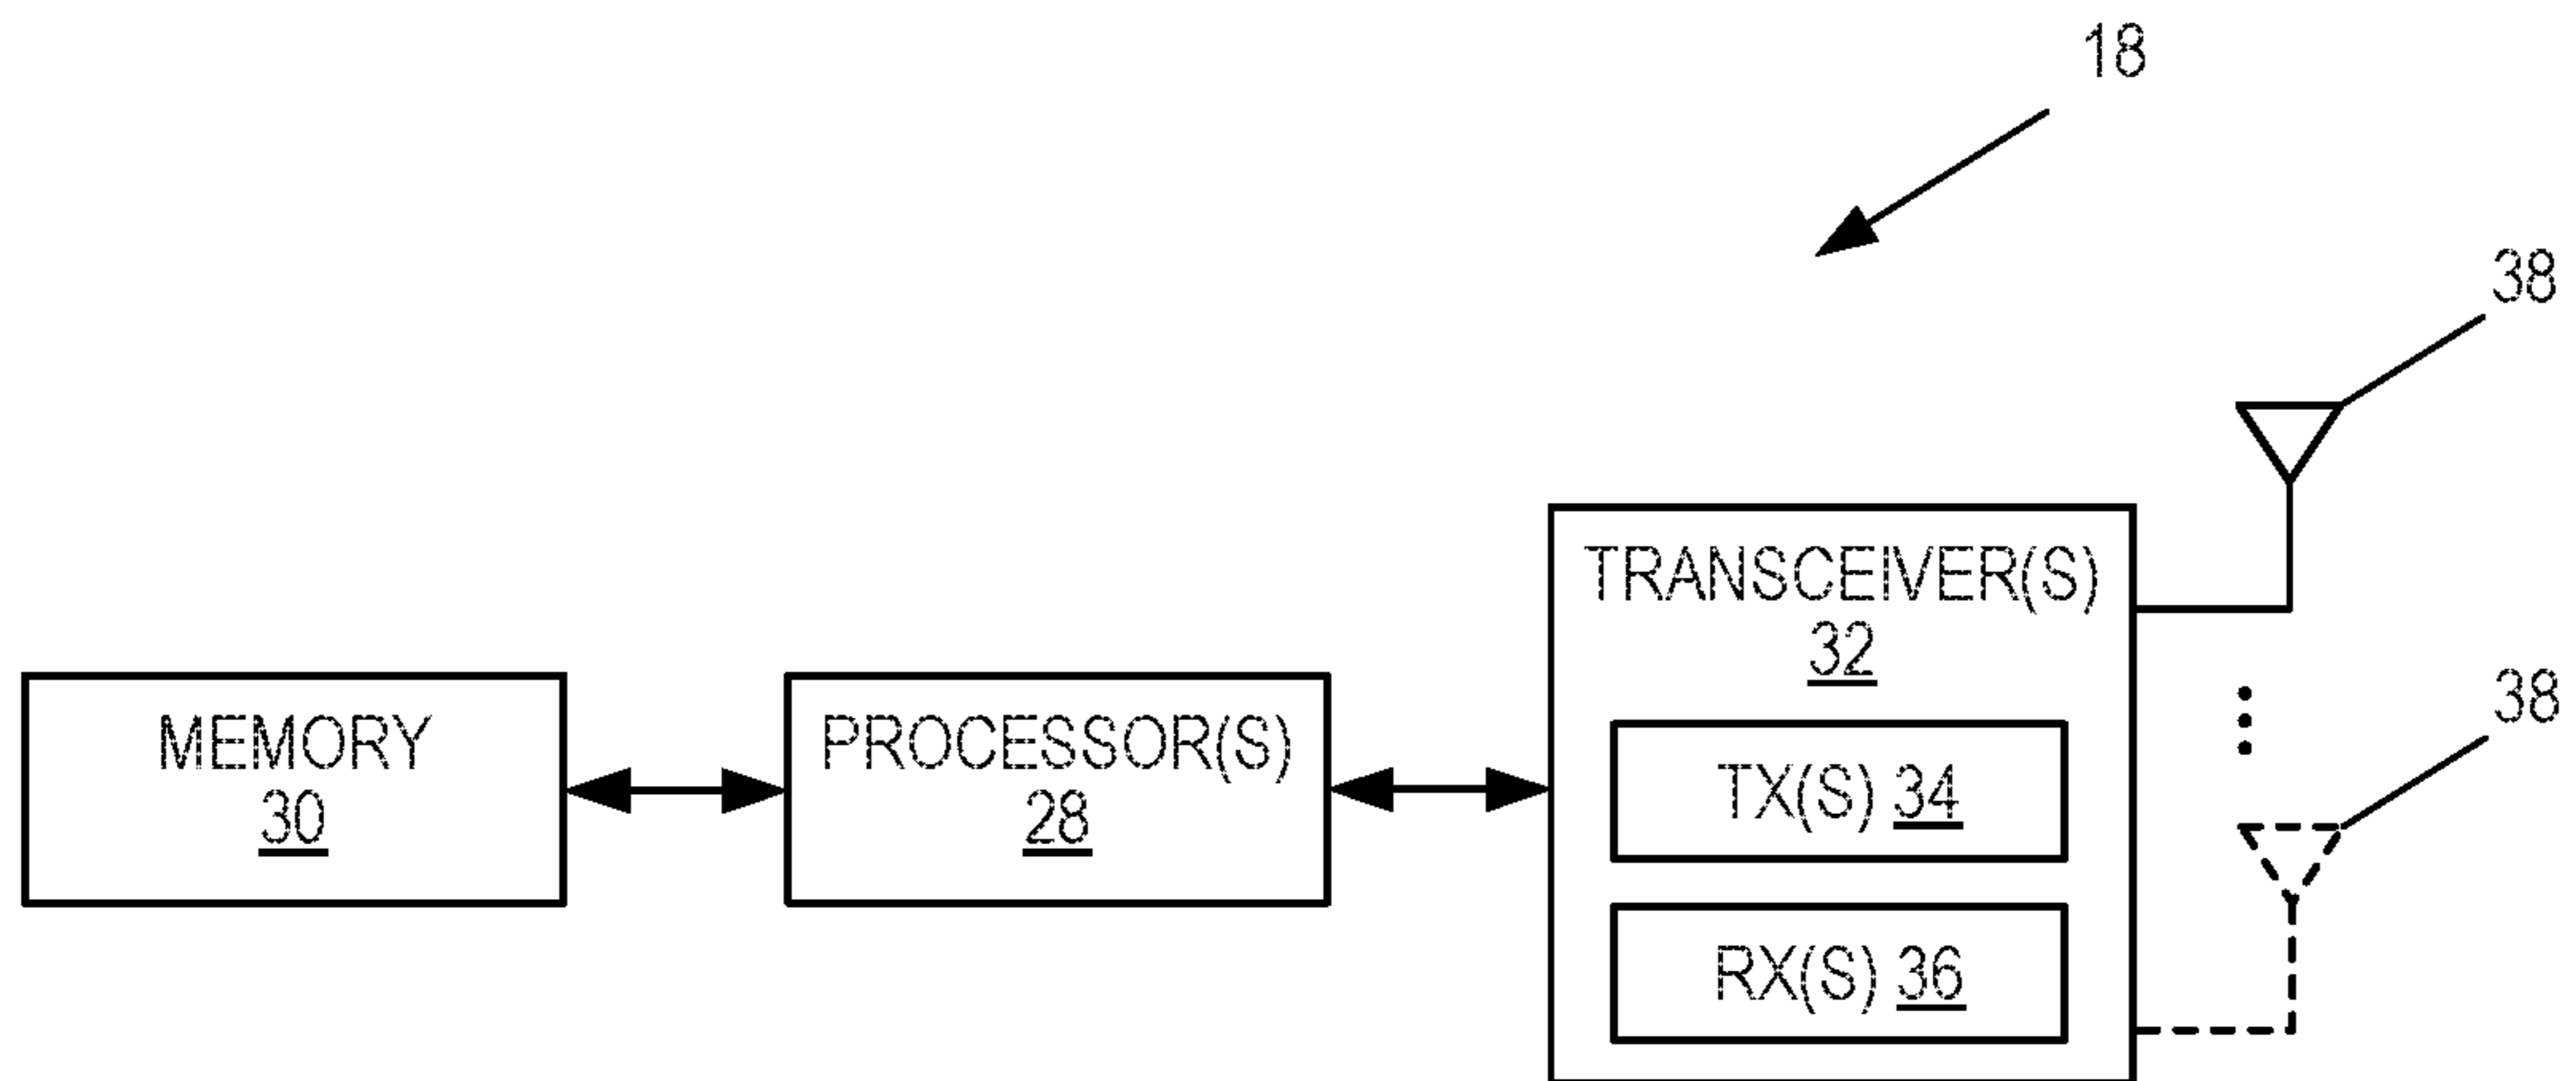 18
38
TRANSCEIVER(S)
32
38
MEMORY
30
PROCESSOR(S)
28
TX(S) 34
RX(S) 36